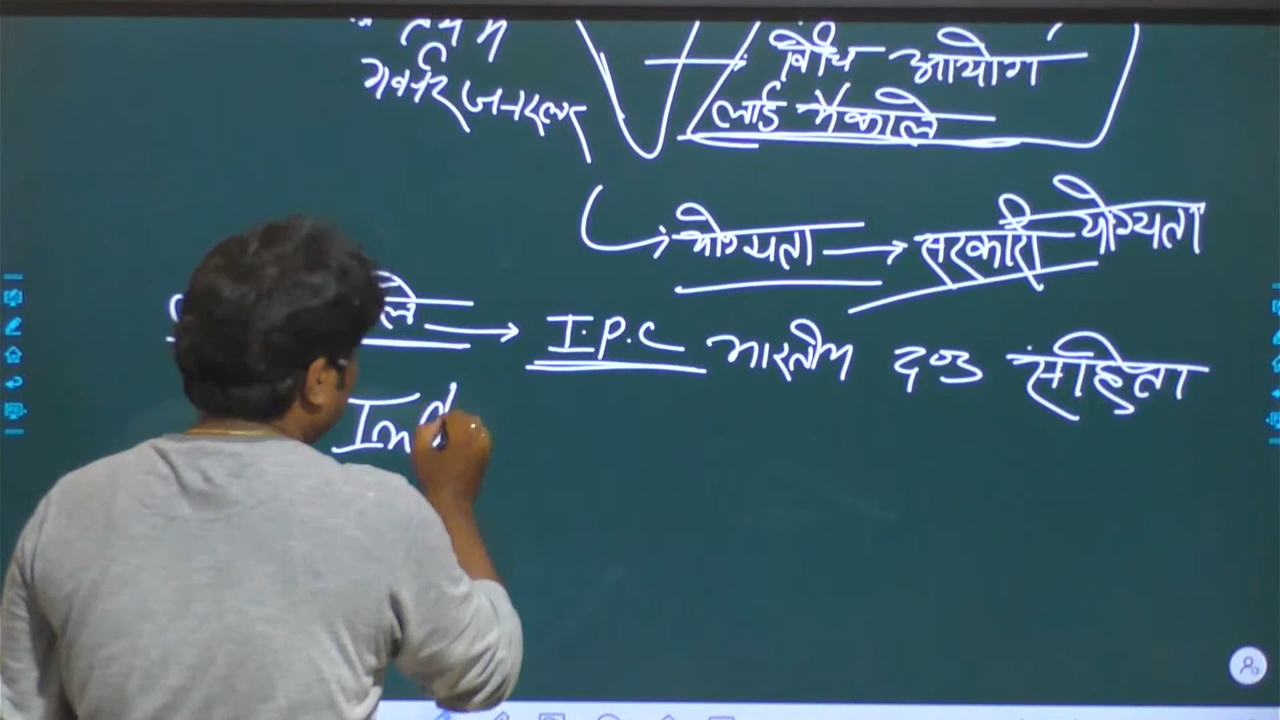 गवर्नर जनरल
विधि आयोग
लार्ड मैकाले
योग्यता → सरकारी योग्यता
→ I.P.C भारतीय दण्ड संहिता
Ind